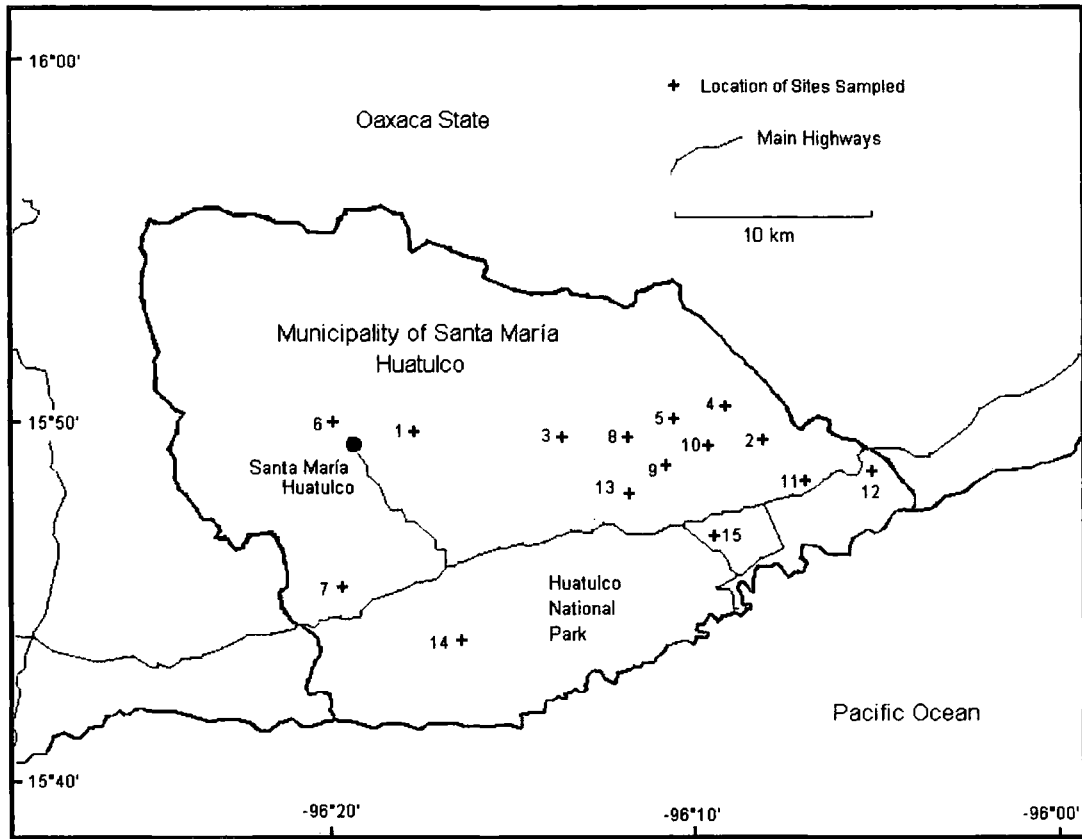 16°00'
Location of Sites Sampled
Oaxaca State
Main Highways
10 km
Municipality of Santa María
Huatulco
4
5
15°50'
6
1
3
8
10
2
Santa María
Huatulco
9
11
12
13
15
7
Huatulco
National
Park
14
Pacific Ocean
15°40'
-96°20'
-96°10'
-96°00'